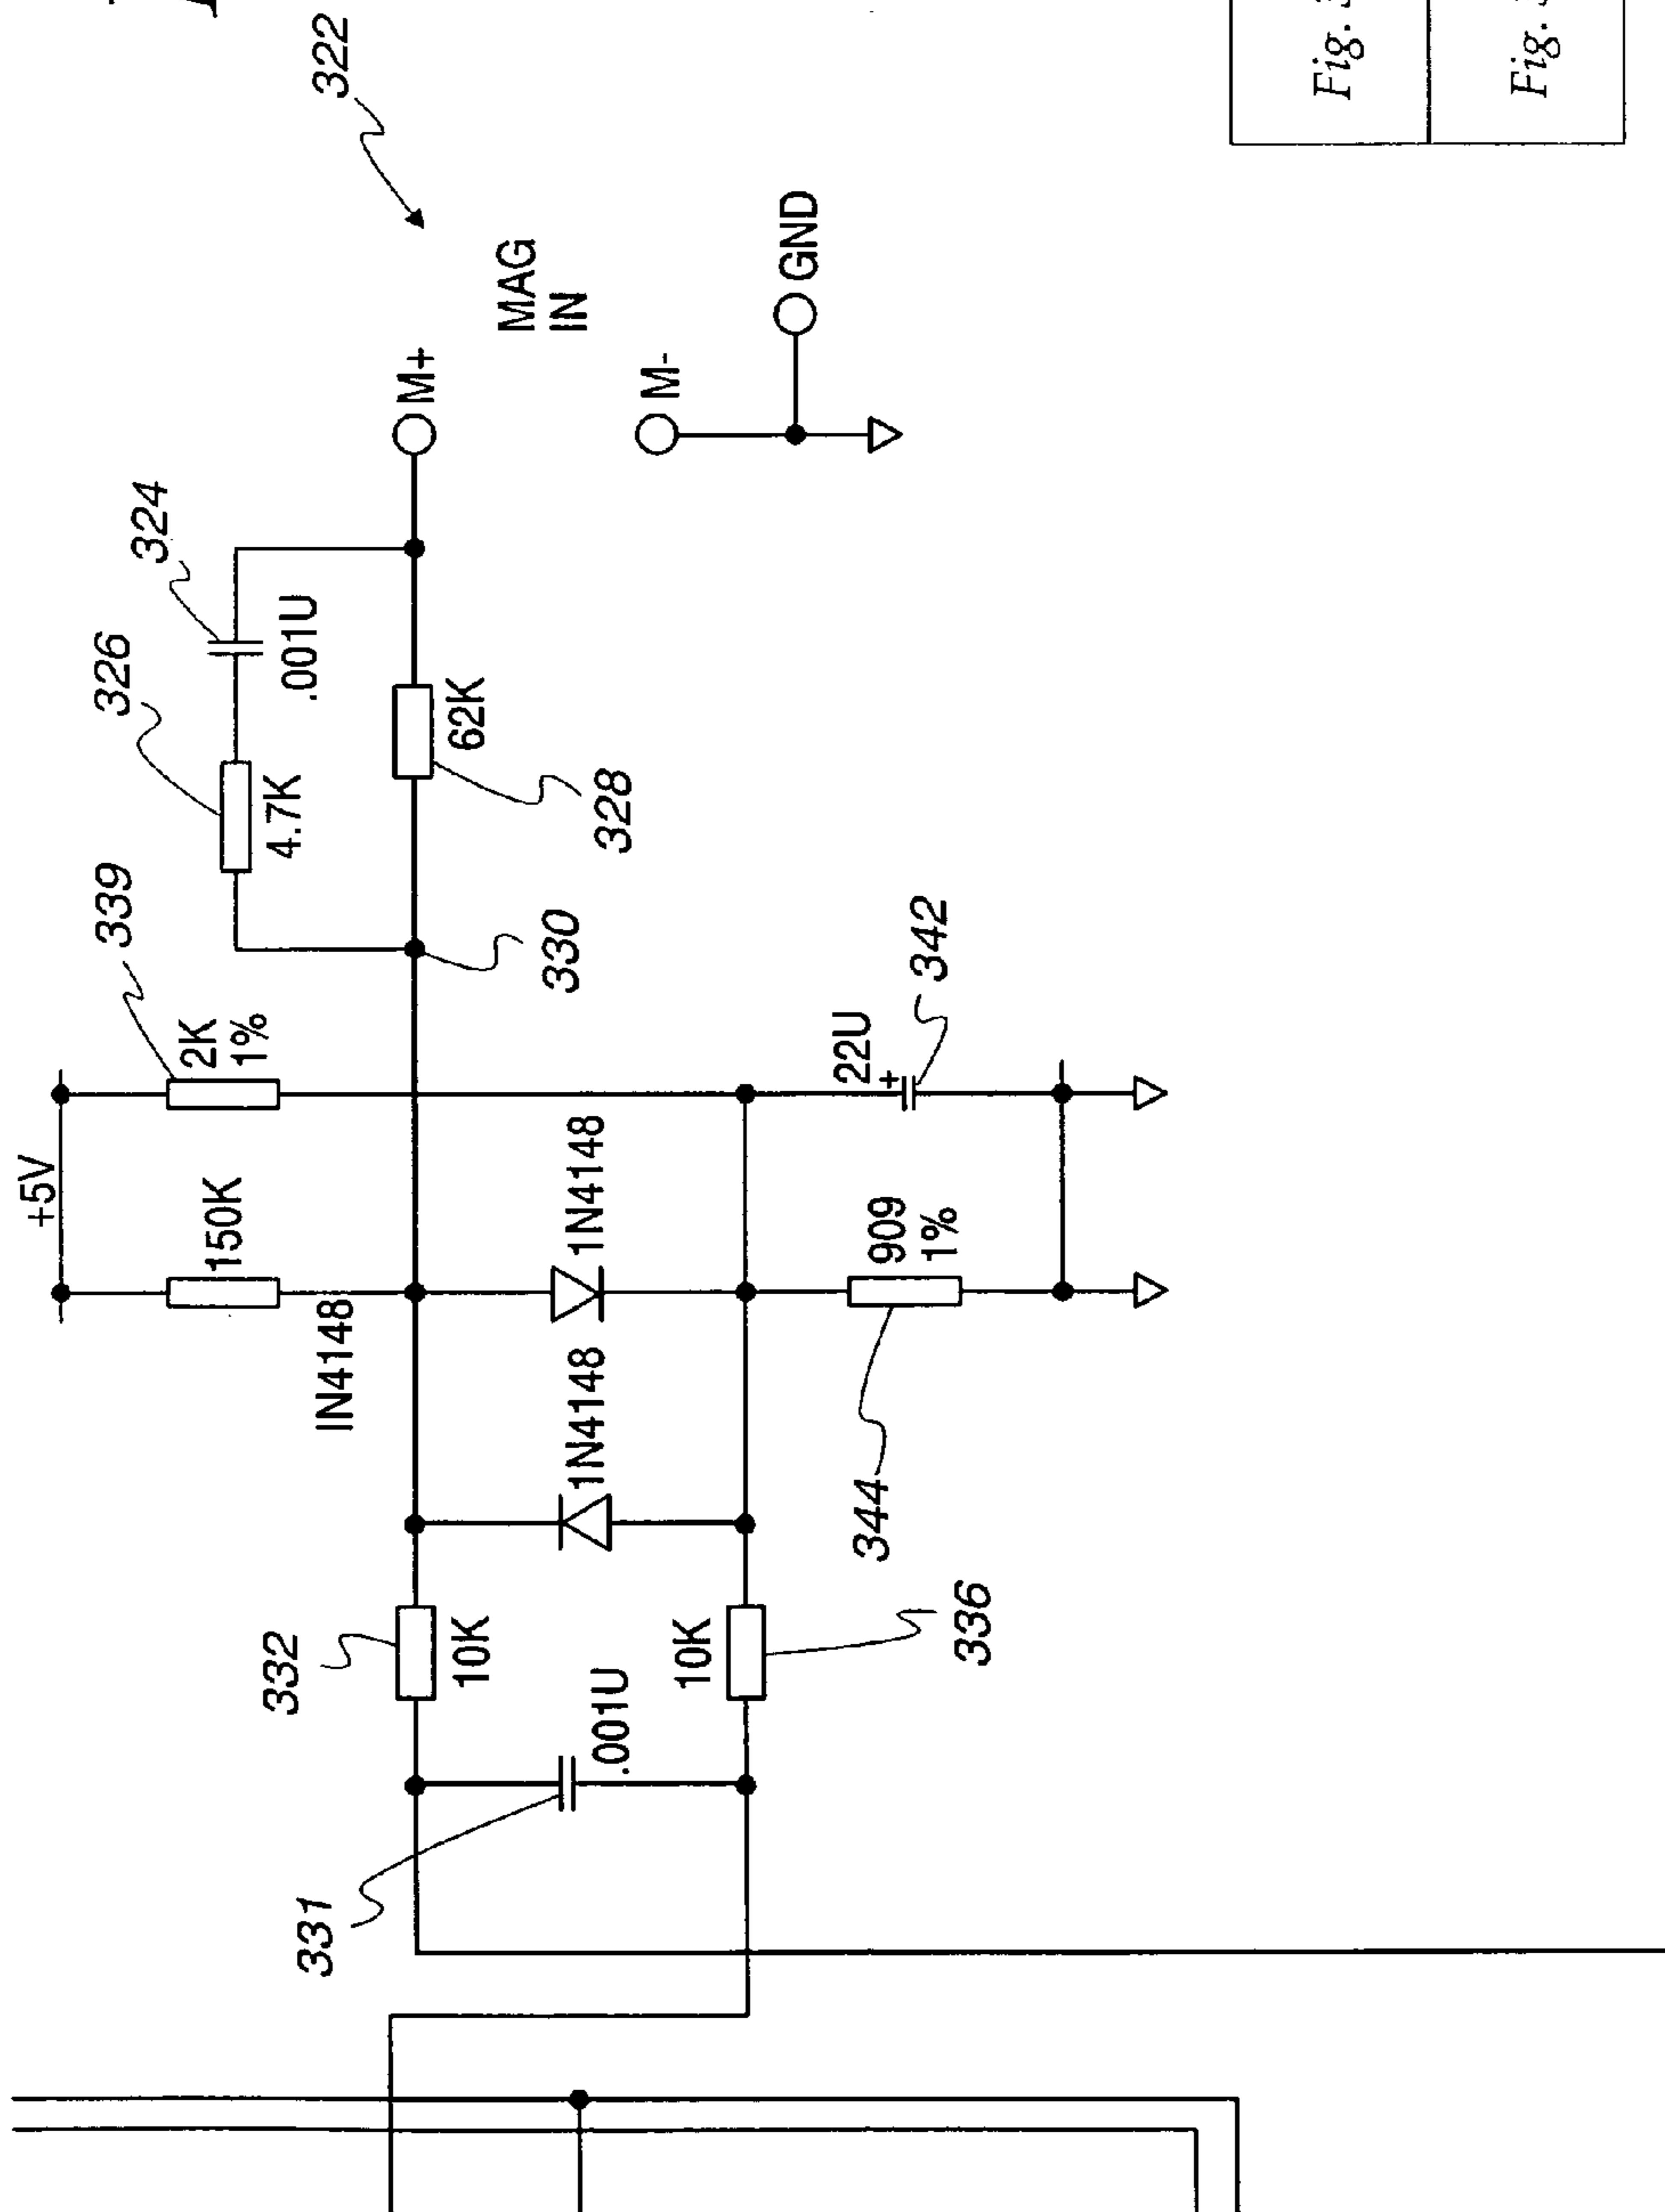 +5V
339
326
324
150K
2K
1%
4.7K
.001U
332
331
IN4148
322
10K
62K
M+
MAG
IN
330
328
.001U
1N4148
1N4148
10K
M-
GND
344
909
1%
22U
+
342
336
Fig.
Fig.